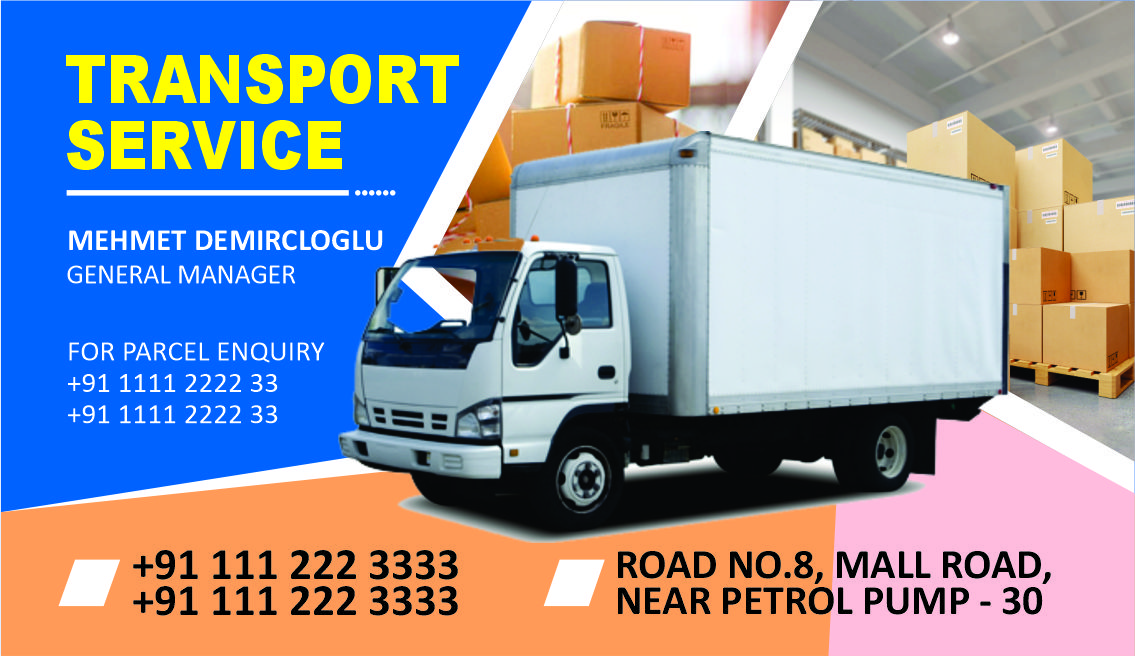 TRANSPORT
SERVICE
MEHMET DEMIRCLOGLU
GENERAL MANAGER
FOR PARCEL ENQUIRY
+91 1111 2222 33
+91 1111 2222 33
FRAGILE
+91 111 222 3333
+91 111 222 3333
ROAD NO.8, MALL ROAD,
NEAR PETROL PUMP - 30